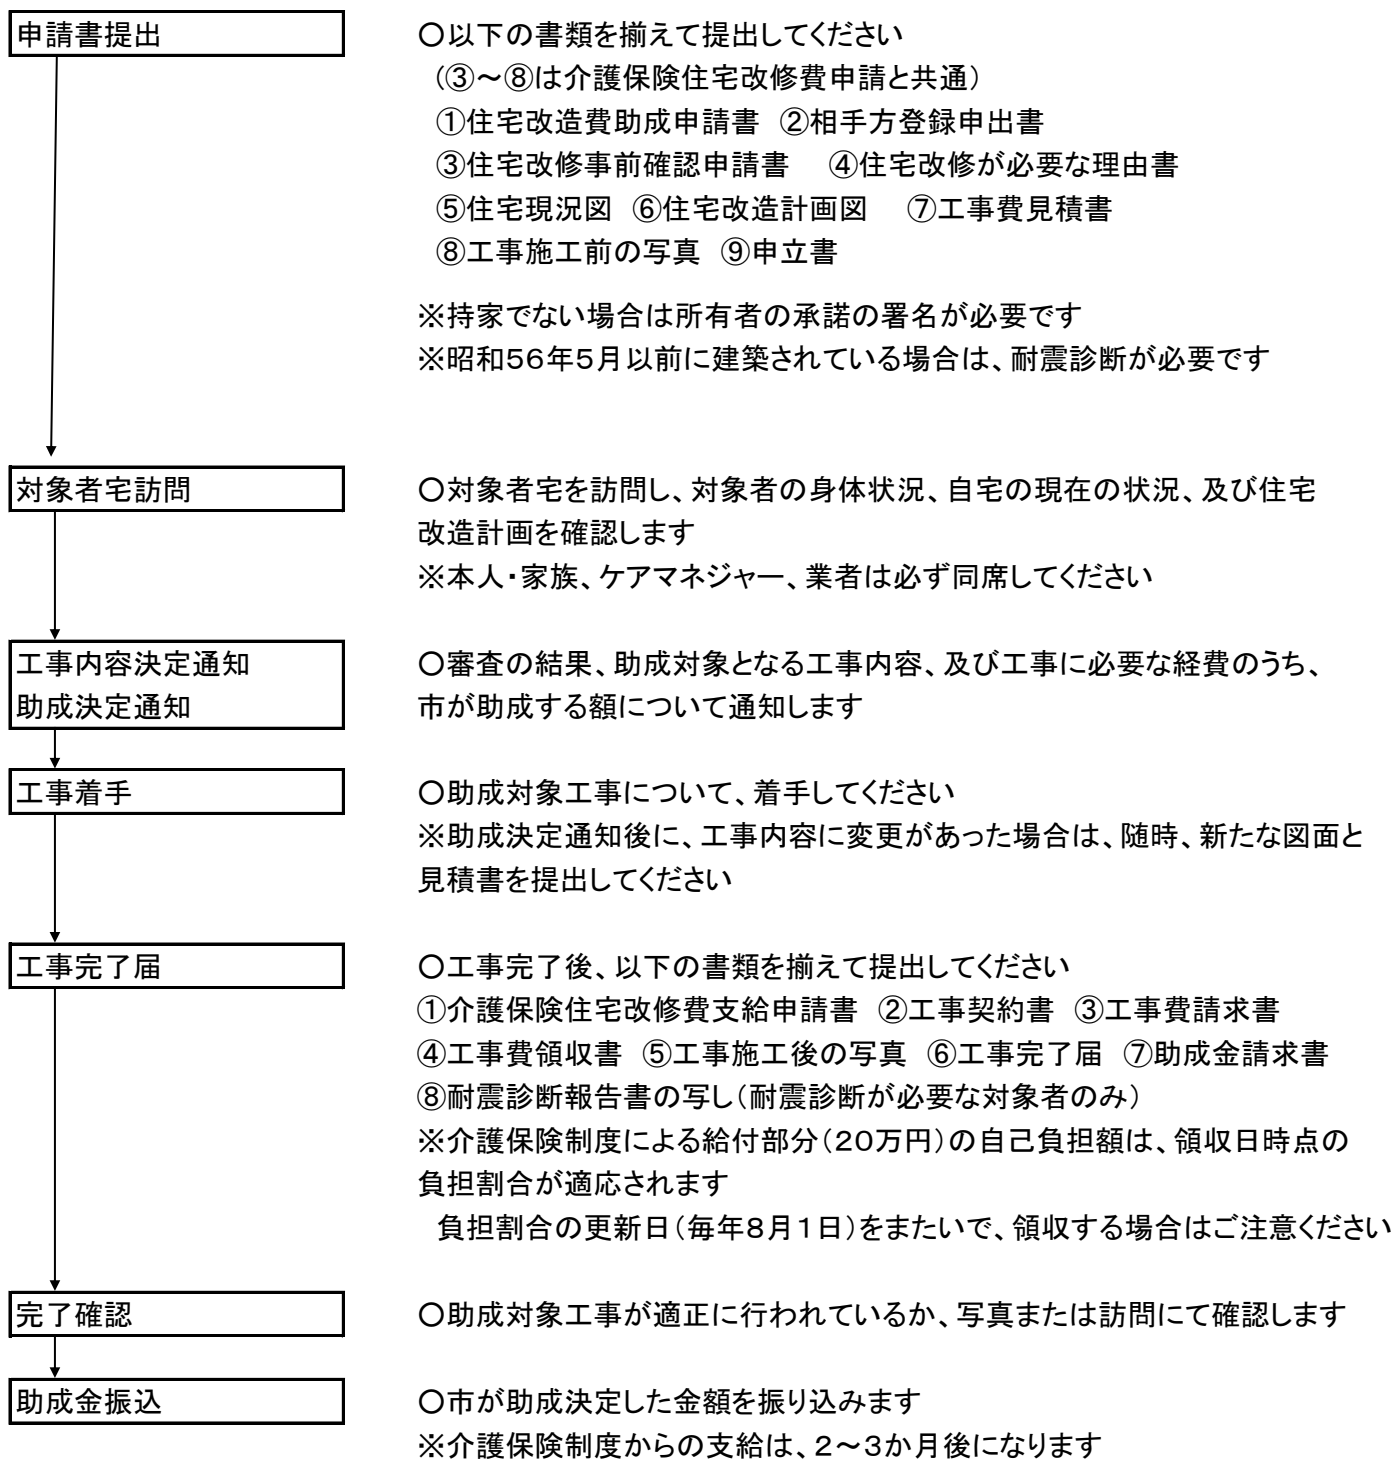 申請書提出
〇以下の書類を揃えて提出してください
(③～⑧は介護保険住宅改修費申請と共通)
①住宅改造費助成申請書 ②相手方登録申出書
③住宅改修事前確認申請書 ④住宅改修が必要な理由書
⑤住宅現況図 ⑥住宅改造計画図 ⑦工事費見積書
⑧工事施工前の写真 ⑨申立書
※持家でない場合は所有者の承諾の署名が必要です
※昭和56年5月以前に建築されている場合は、耐震診断が必要です
対象者宅訪問
〇対象者宅を訪問し、対象者の身体状況、自宅の現在の状況、及び住宅
改造計画を確認します
※本人・家族、ケアマネジャー、業者は必ず同席してください
工事内容決定通知
助成決定通知
〇審査の結果、助成対象となる工事内容、及び工事に必要な経費のうち、
市が助成する額について通知します
工事着手
〇助成対象工事について、着手してください
※助成決定通知後に、工事内容に変更があった場合は、随時、新たな図面と
見積書を提出してください
工事完了届
〇工事完了後、以下の書類を揃えて提出してください
①介護保険住宅改修費支給申請書 ②工事契約書 ③工事費請求書
④工事費領収書 ⑤工事施工後の写真 ⑥工事完了届 ⑦助成金請求書
⑧耐震診断報告書の写し(耐震診断が必要な対象者のみ)
※介護保険制度による給付部分(20万円)の自己負担額は、領収日時点の
負担割合が適応されます
負担割合の更新日(毎年8月1日)をまたいで、領収する場合はご注意ください
完了確認
〇助成対象工事が適正に行われているか、写真または訪問にて確認します
助成金振込
〇市が助成決定した金額を振り込みます
※介護保険制度からの支給は、2～3か月後になります